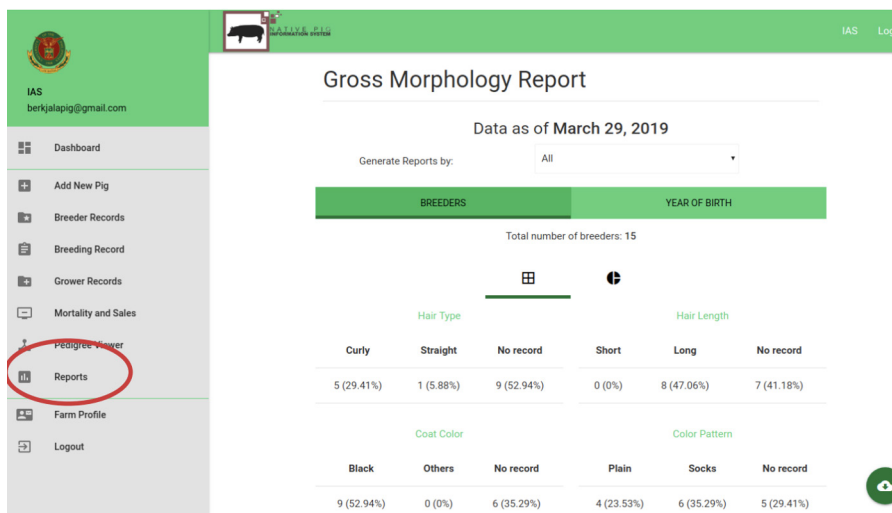 NATIVE PIG
INFORMATION SYSTEM
IAS Log
IAS
berkjalapig@gmail.com
Dashboard
Add New Pig
Breeder Records
Breeding Record
Grower Records
Mortality and Sales
Pedigree Viewer
Reports
Farm Profile
Logout
Gross Morphology Report
Data as of March 29, 2019
Generate Reports by: All
BREEDERS YEAR OF BIRTH
Total number of breeders: 15
Hair Type Hair Length
Curly Straight No record Short Long No record
5 (29.41%) 1 (5.88%) 9 (52.94%) 0 (0%) 8 (47.06%) 7 (41.18%)
Coat Color Color Pattern
Black Others No record Plain Socks No record
9 (52.94%) 0 (0%) 6 (35.29%) 4 (23.53%) 6 (35.29%) 5 (29.41%)